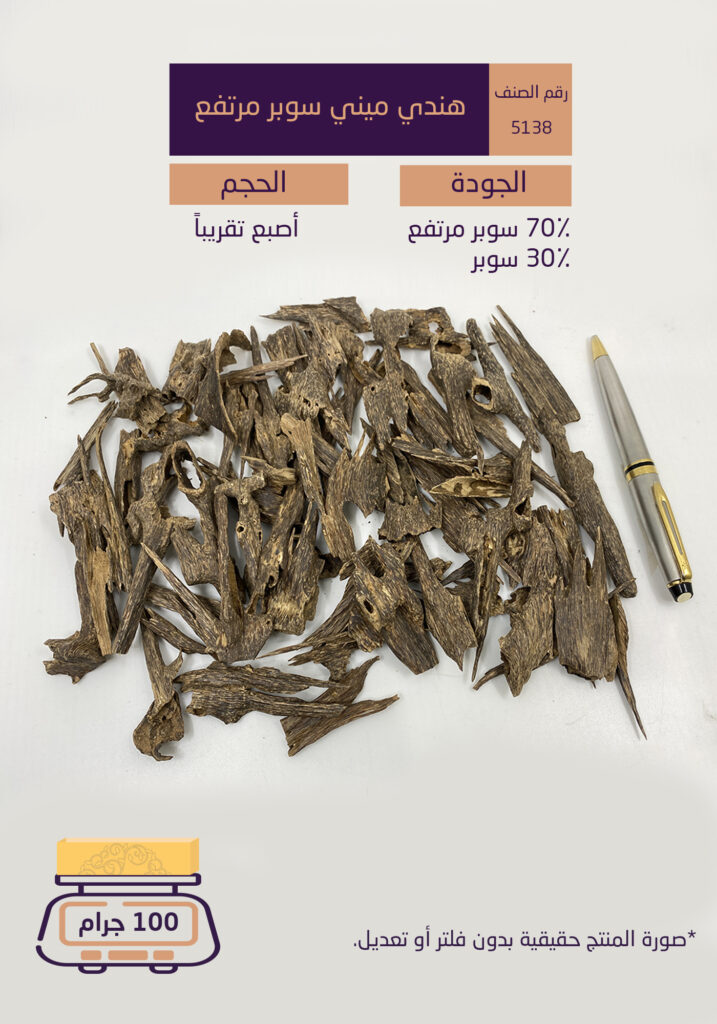 رقم الصنف
5138
هندي ميني سوبر مرتفع
الجودة
70٪ سوبر مرتفع
30٪ سوبر
الحجم
أصبع تقريباً
100 جرام
*صورة المنتج حقيقية بدون فلتر أو تعديل.